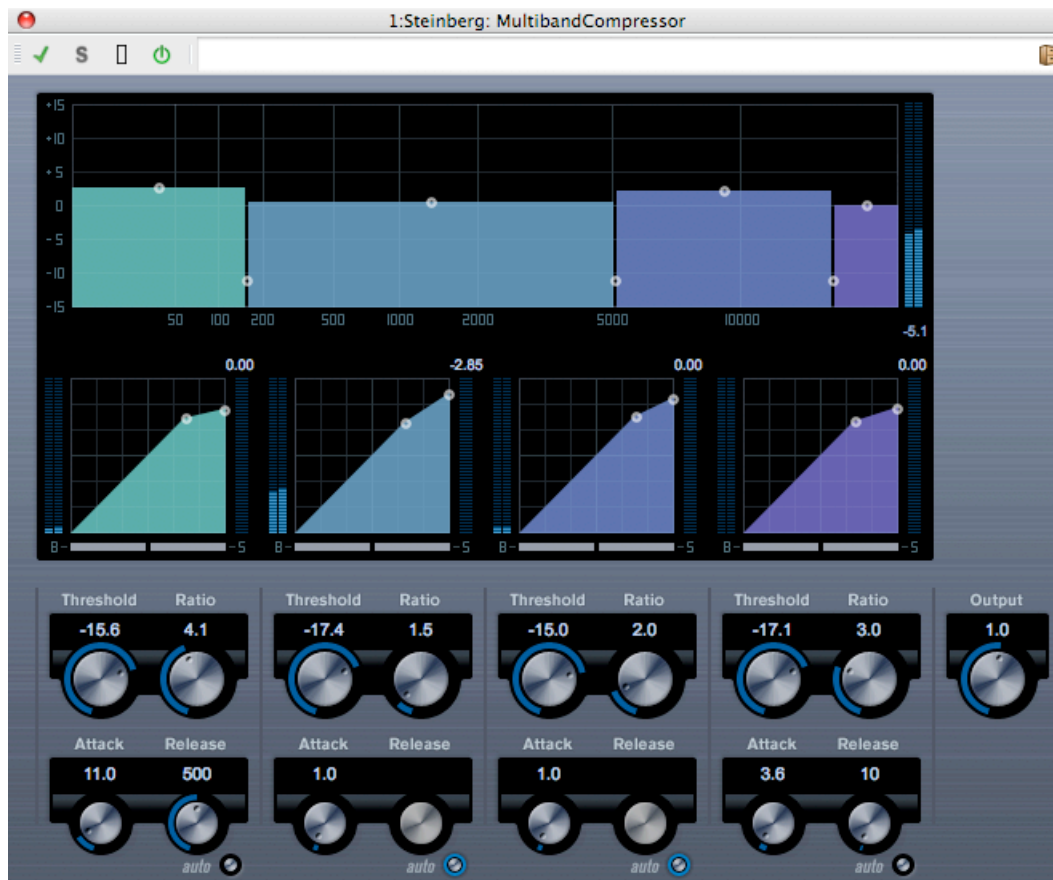 1:Steinberg: MultibandCompressor
S
+15
+10
+5
0
-5
-10
-15
50 100 200 500 1000 2000 5000 10000
-5.1
0.00 -2.85 0.00 0.00
B- -S B- -S B- -S B- -S
Threshold Ratio Threshold Ratio Threshold Ratio Threshold Ratio Output
-15.6 4.1 -17.4 1.5 -15.0 2.0 -17.1 3.0 1.0
Attack Release Attack Release Attack Release Attack Release
11.0 500 1.0 1.0 3.6 10
auto auto auto auto